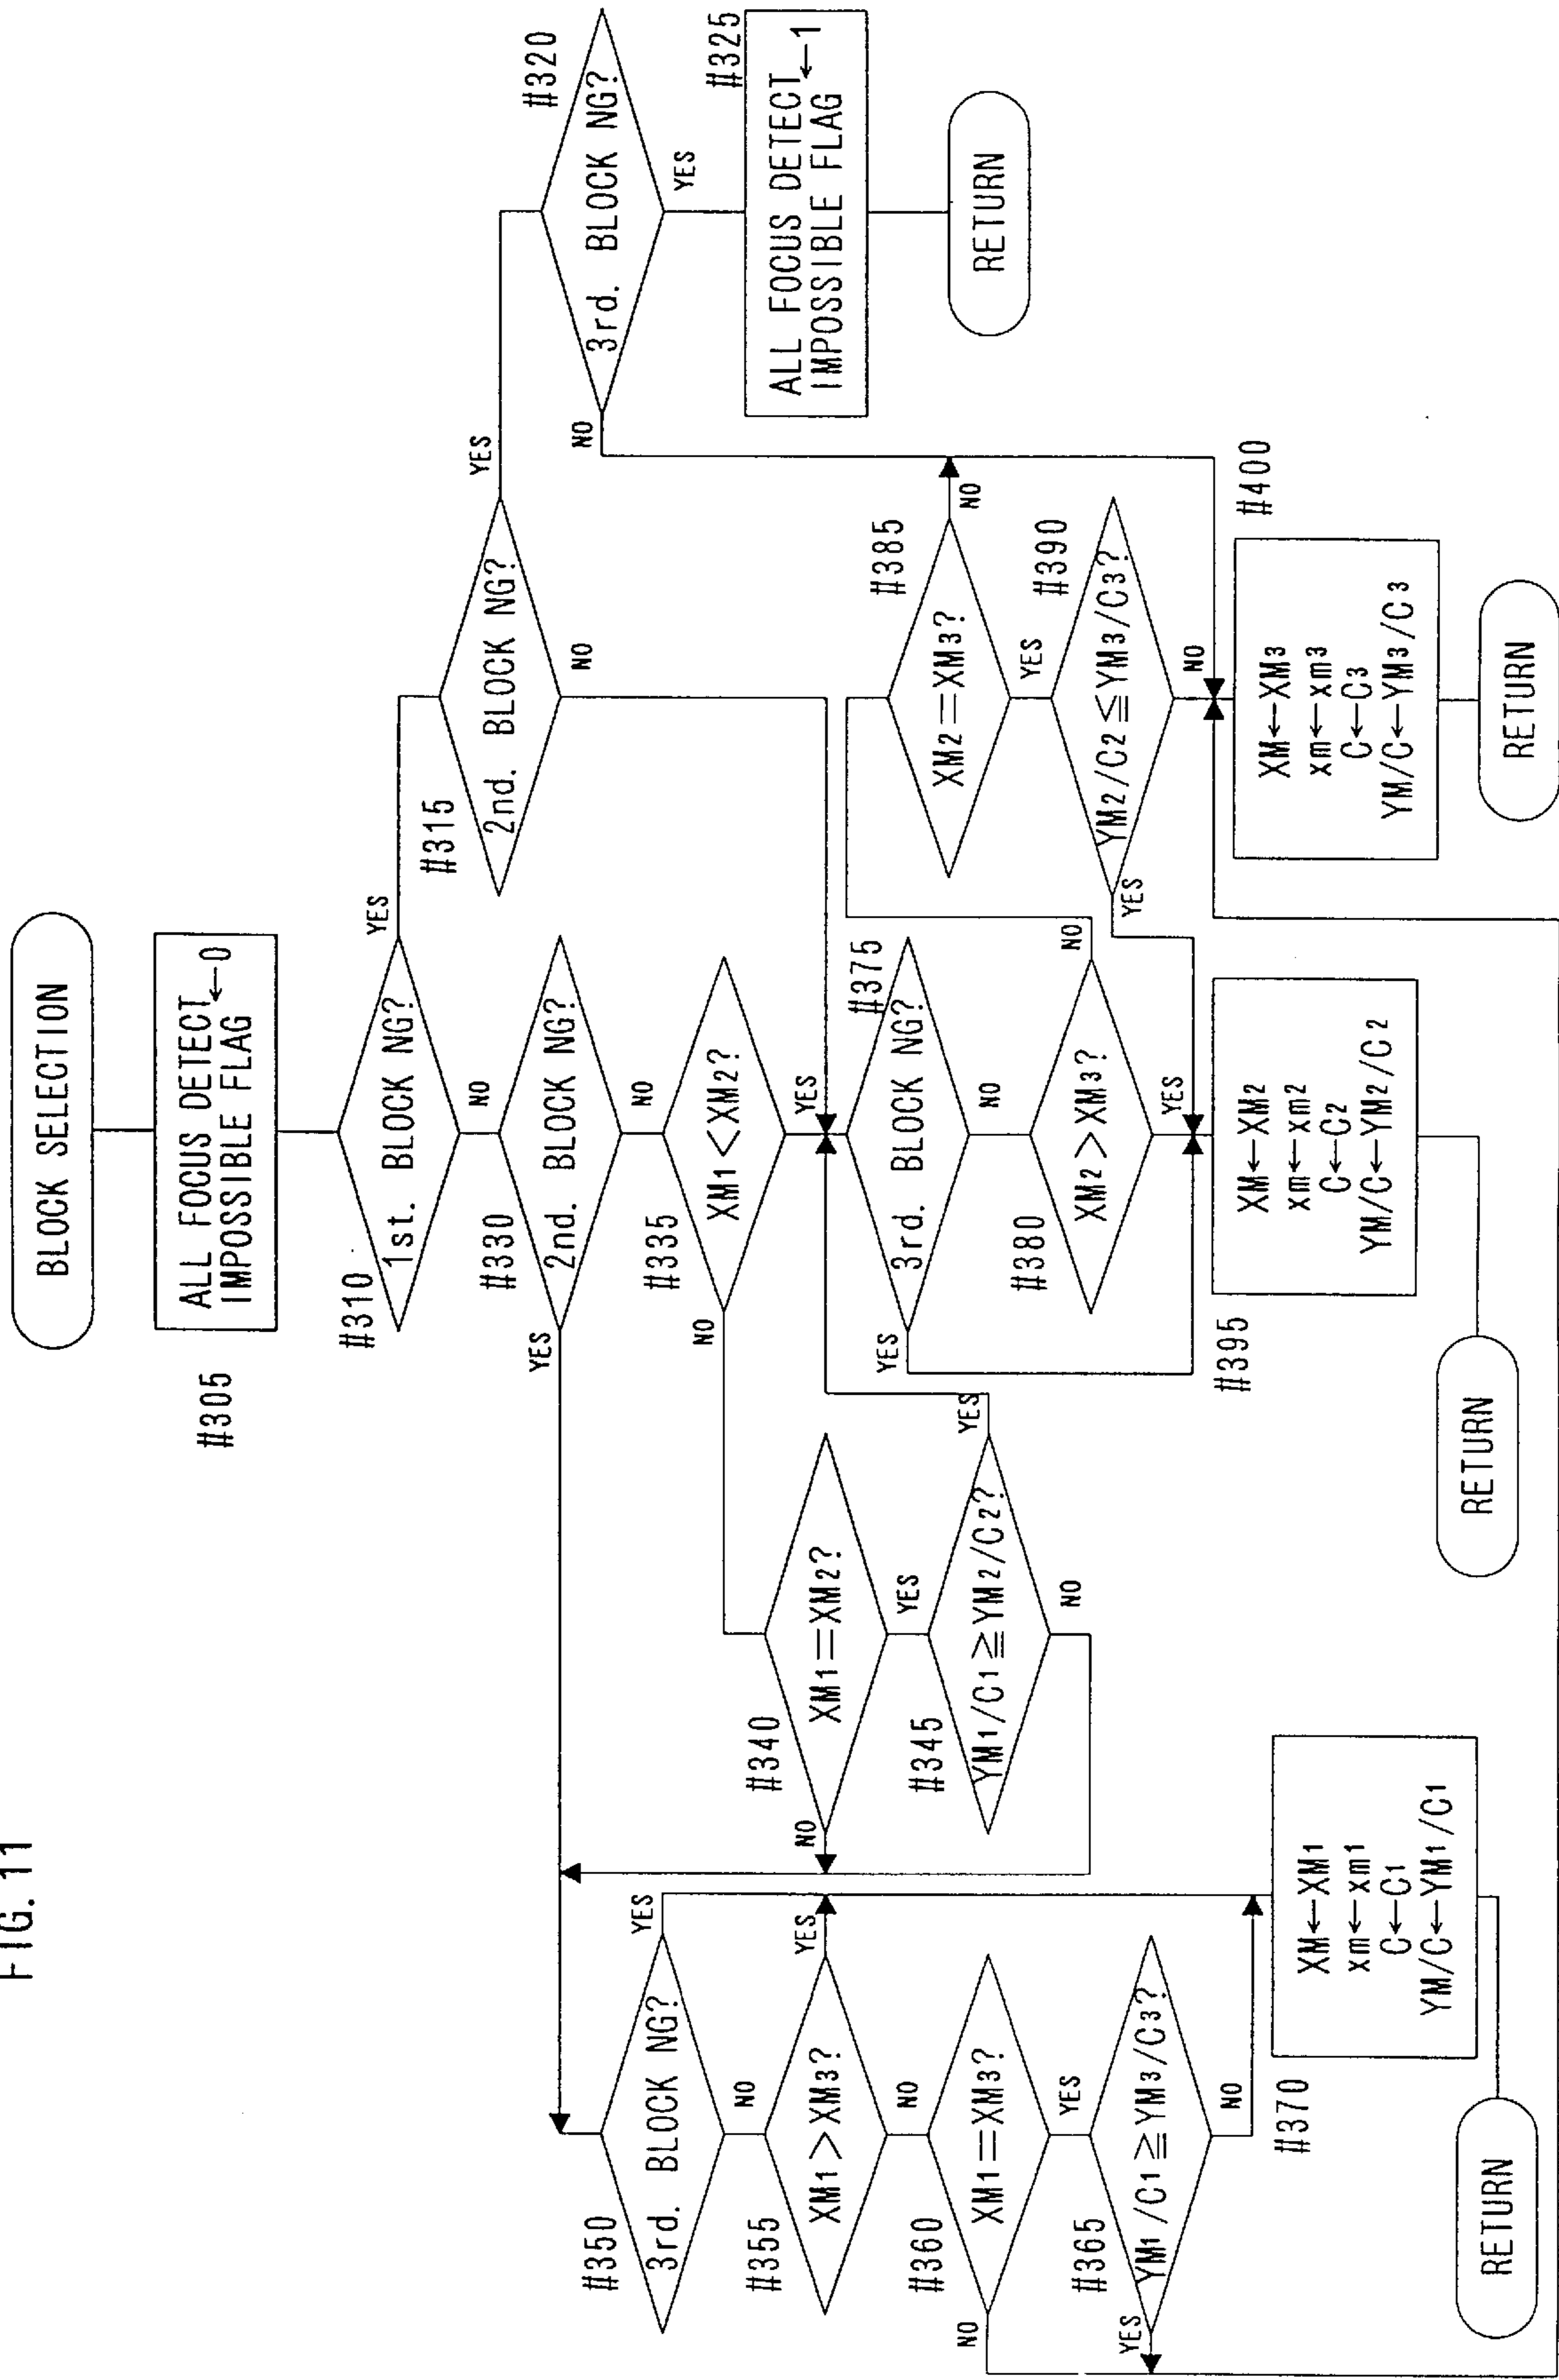 FIG. 11
BLOCK SELECTION
#305
ALL FOCUS DETECT
IMPOSSIBLE FLAG ←0
#310
1st. BLOCK NG?
YES
NO
#315
2nd. BLOCK NG?
YES
NO
#320
3rd. BLOCK NG?
YES
NO
#325
ALL FOCUS DETECT
IMPOSSIBLE FLAG ←1
RETURN
#330
2nd. BLOCK NG?
YES
NO
#335
XM1<XM2?
NO
YES
#340
XM1=XM2?
NO
YES
#345
YM1/C1≧YM2/C2?
YES
NO
#350
3rd. BLOCK NG?
YES
NO
#355
XM1>XM3?
YES
NO
#360
XM1=XM3?
NO
YES
#365
YM1/C1≧YM3/C3?
YES
NO
#370
XM←XM1
xm←xm1
C←C1
YM/C←YM1/C1
RETURN
#375
3rd. BLOCK NG?
YES
NO
#380
XM2>XM3?
NO
YES
#385
XM2=XM3?
NO
YES
#390
YM2/C2≦YM3/C3?
YES
NO
#395
XM←XM2
xm←xm2
C←C2
YM/C←YM2/C2
RETURN
#400
XM←XM3
xm←xm3
C←C3
YM/C←YM3/C3
RETURN